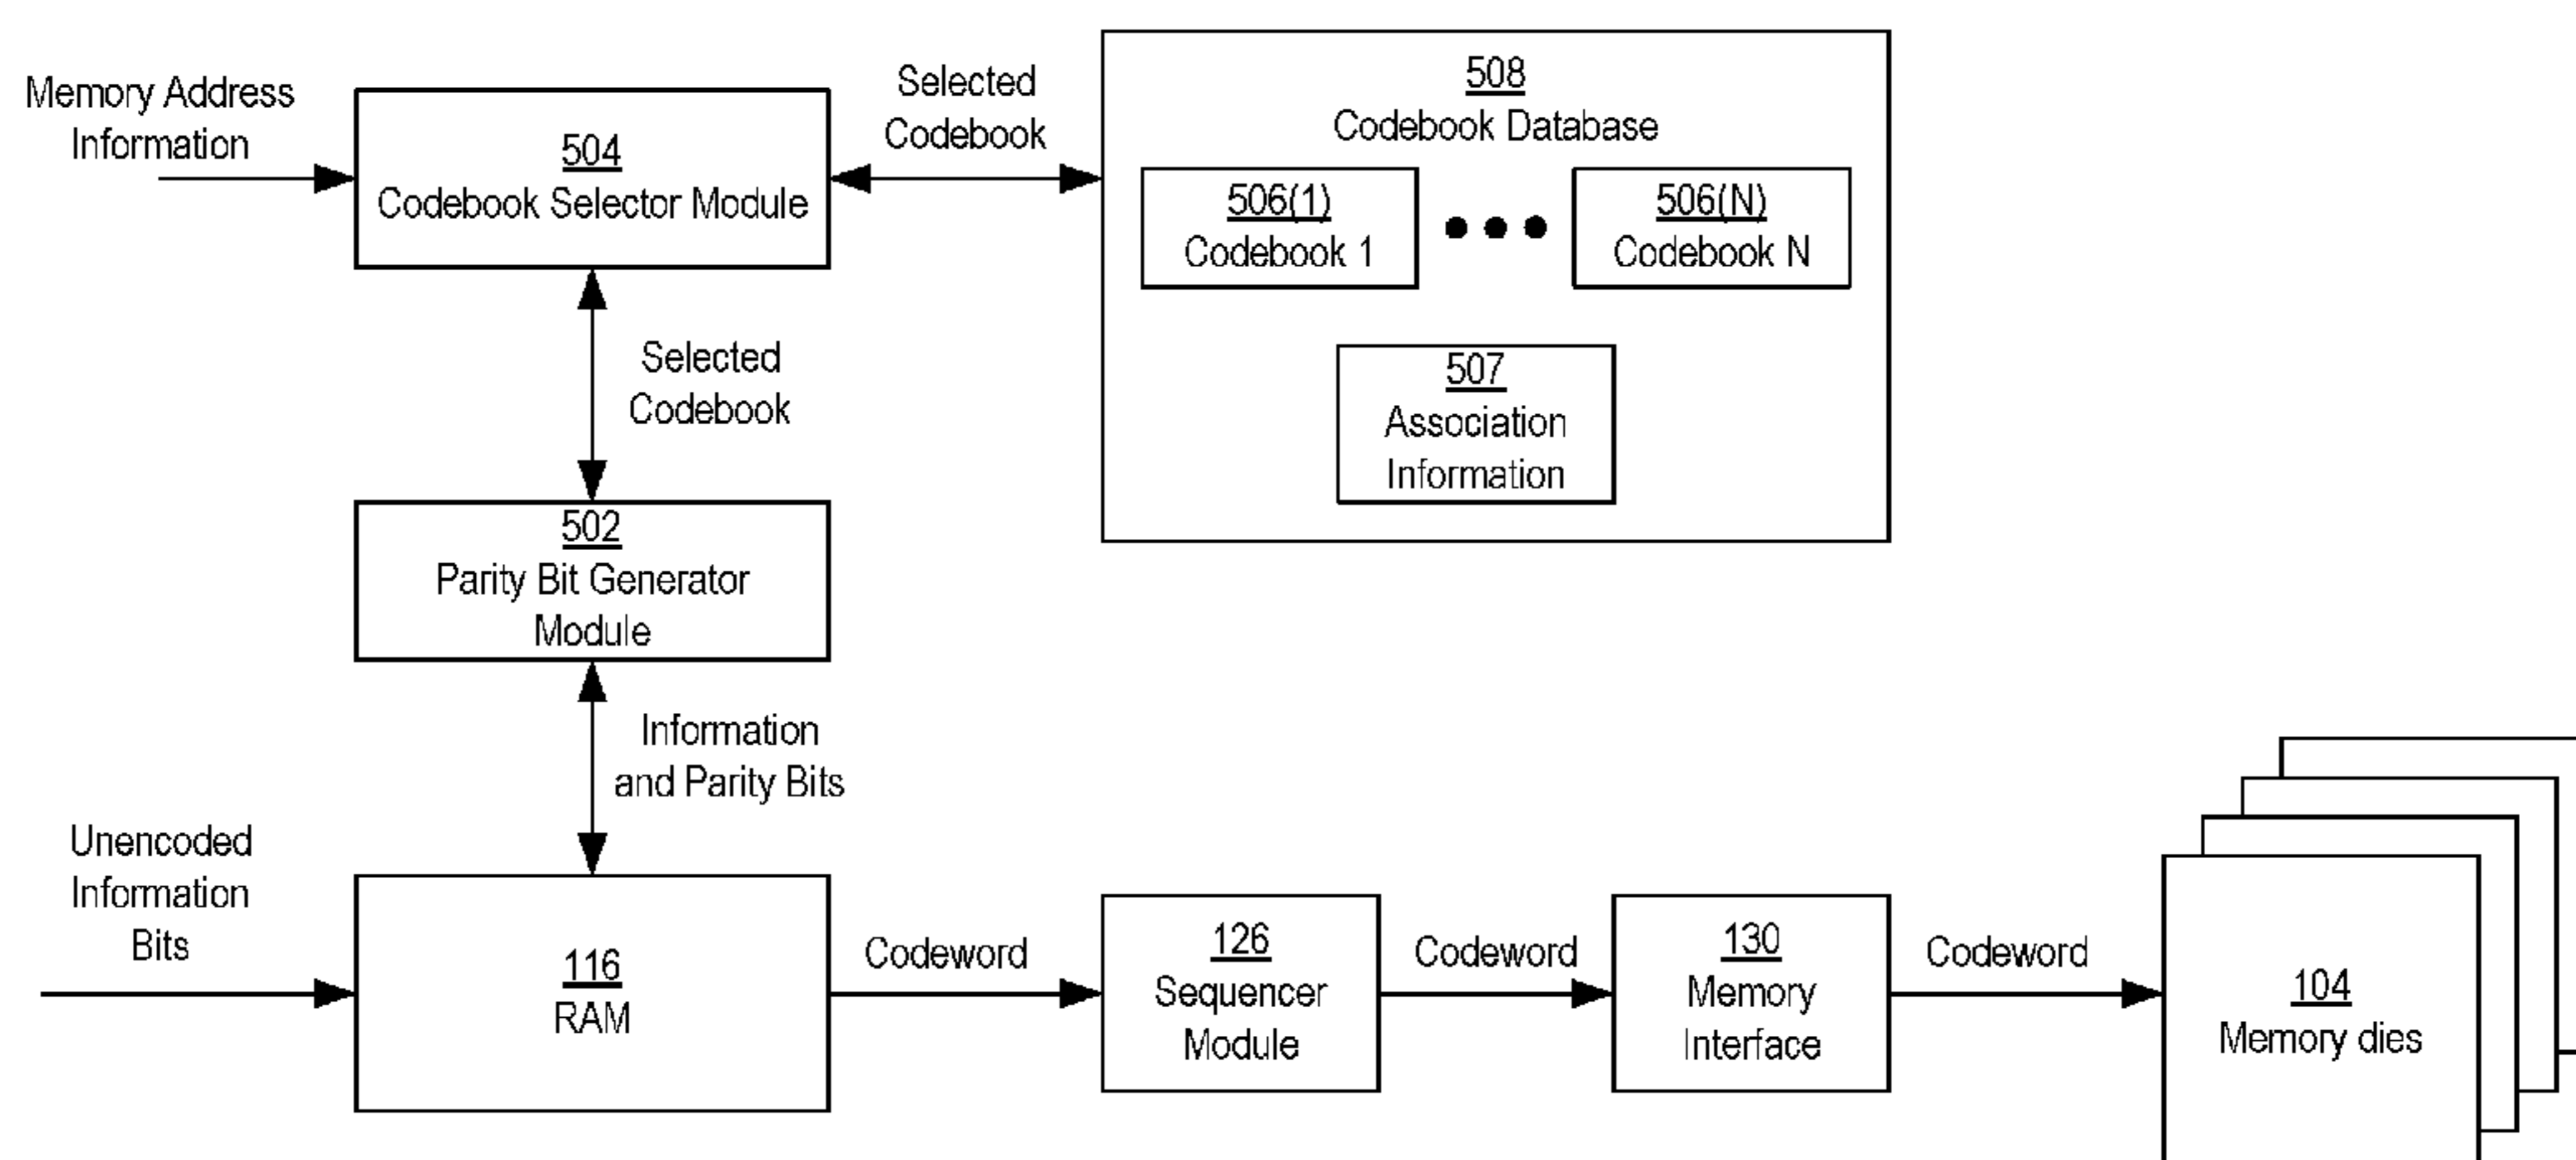 Memory Address
Information
504
Codebook Selector Module
Selected
Codebook
508
Codebook Database
506(1)
Codebook 1
506(N)
Codebook N
507
Association
Information
Selected
Codebook
502
Parity Bit Generator
Module
Information
and Parity Bits
Unencoded
Information
Bits
116
RAM
Codeword
126
Sequencer
Module
Codeword
130
Memory
Interface
Codeword
104
Memory dies